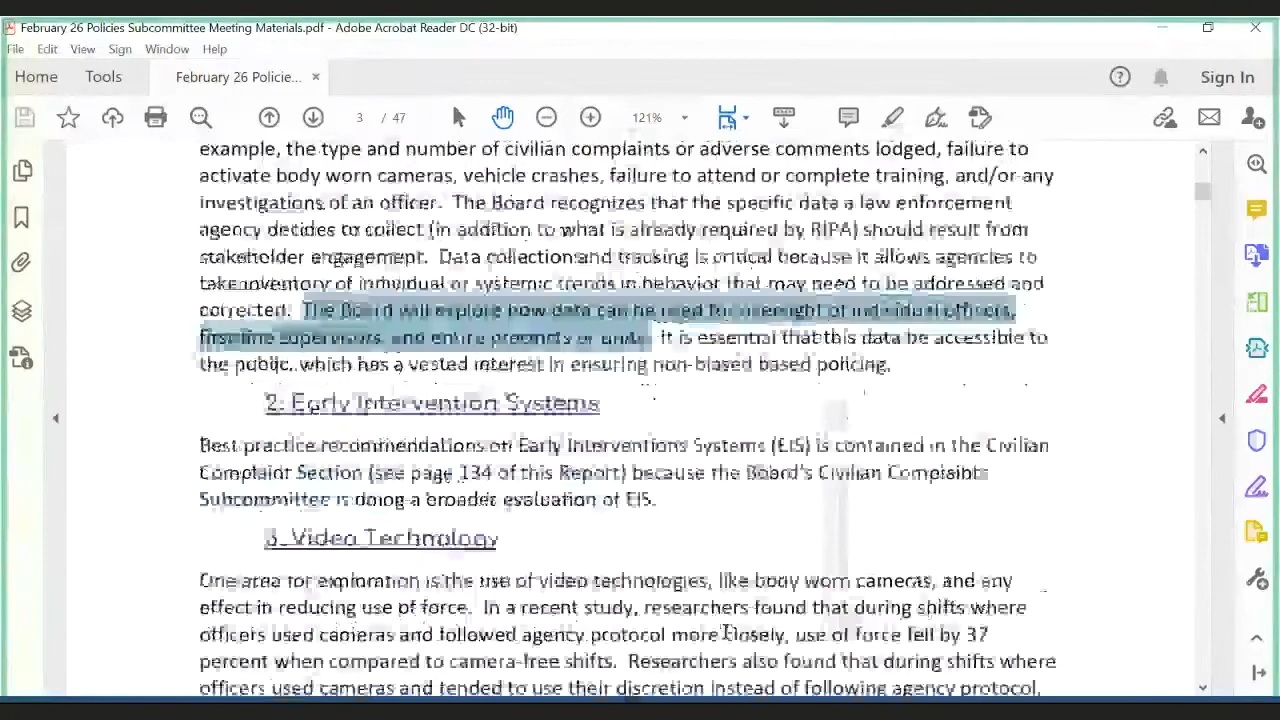 February 26 Policies Subcommittee Meeting Materials.pdf - Adobe Acrobat Reader DC (32-bit)
File Edit View Sign Window Help
Home Tools February 26 Policie... × Sign In
3 / 47 121%
example, the type and number of civilian complaints or adverse comments lodged, failure to
activate body worn cameras, vehicle crashes, failure to attend or complete training, and/or any
investigations of an officer. The Board recognizes that the specific data a law enforcement
agency decides to collect (in addition to what is already required by RIPA) should result from
stakeholder engagement. Data collection and tracking is critical because it allows agencies to
take inventory of individual or systemic trends in behavior that may need to be addressed and
corrected. The Board will explore how data can be used for oversight of individual officers,
first-line supervisors, and entire precincts or units. It is essential that this data be accessible to
the public, which has a vested interest in ensuring non-biased based policing.
2. Early Intervention Systems
Best practice recommendations on Early Interventions Systems (EIS) is contained in the Civilian
Complaint Section (see page 134 of this Report) because the Board's Civilian Complaints
Subcommittee is doing a broader evaluation of EIS.
3. Video Technology
One area for exploration is the use of video technologies, like body worn cameras, and any
effect in reducing use of force. In a recent study, researchers found that during shifts where
officers used cameras and followed agency protocol more closely, use of force fell by 37
percent when compared to camera-free shifts. Researchers also found that during shifts where
officers used cameras and tended to use their discretion instead of following agency protocol,